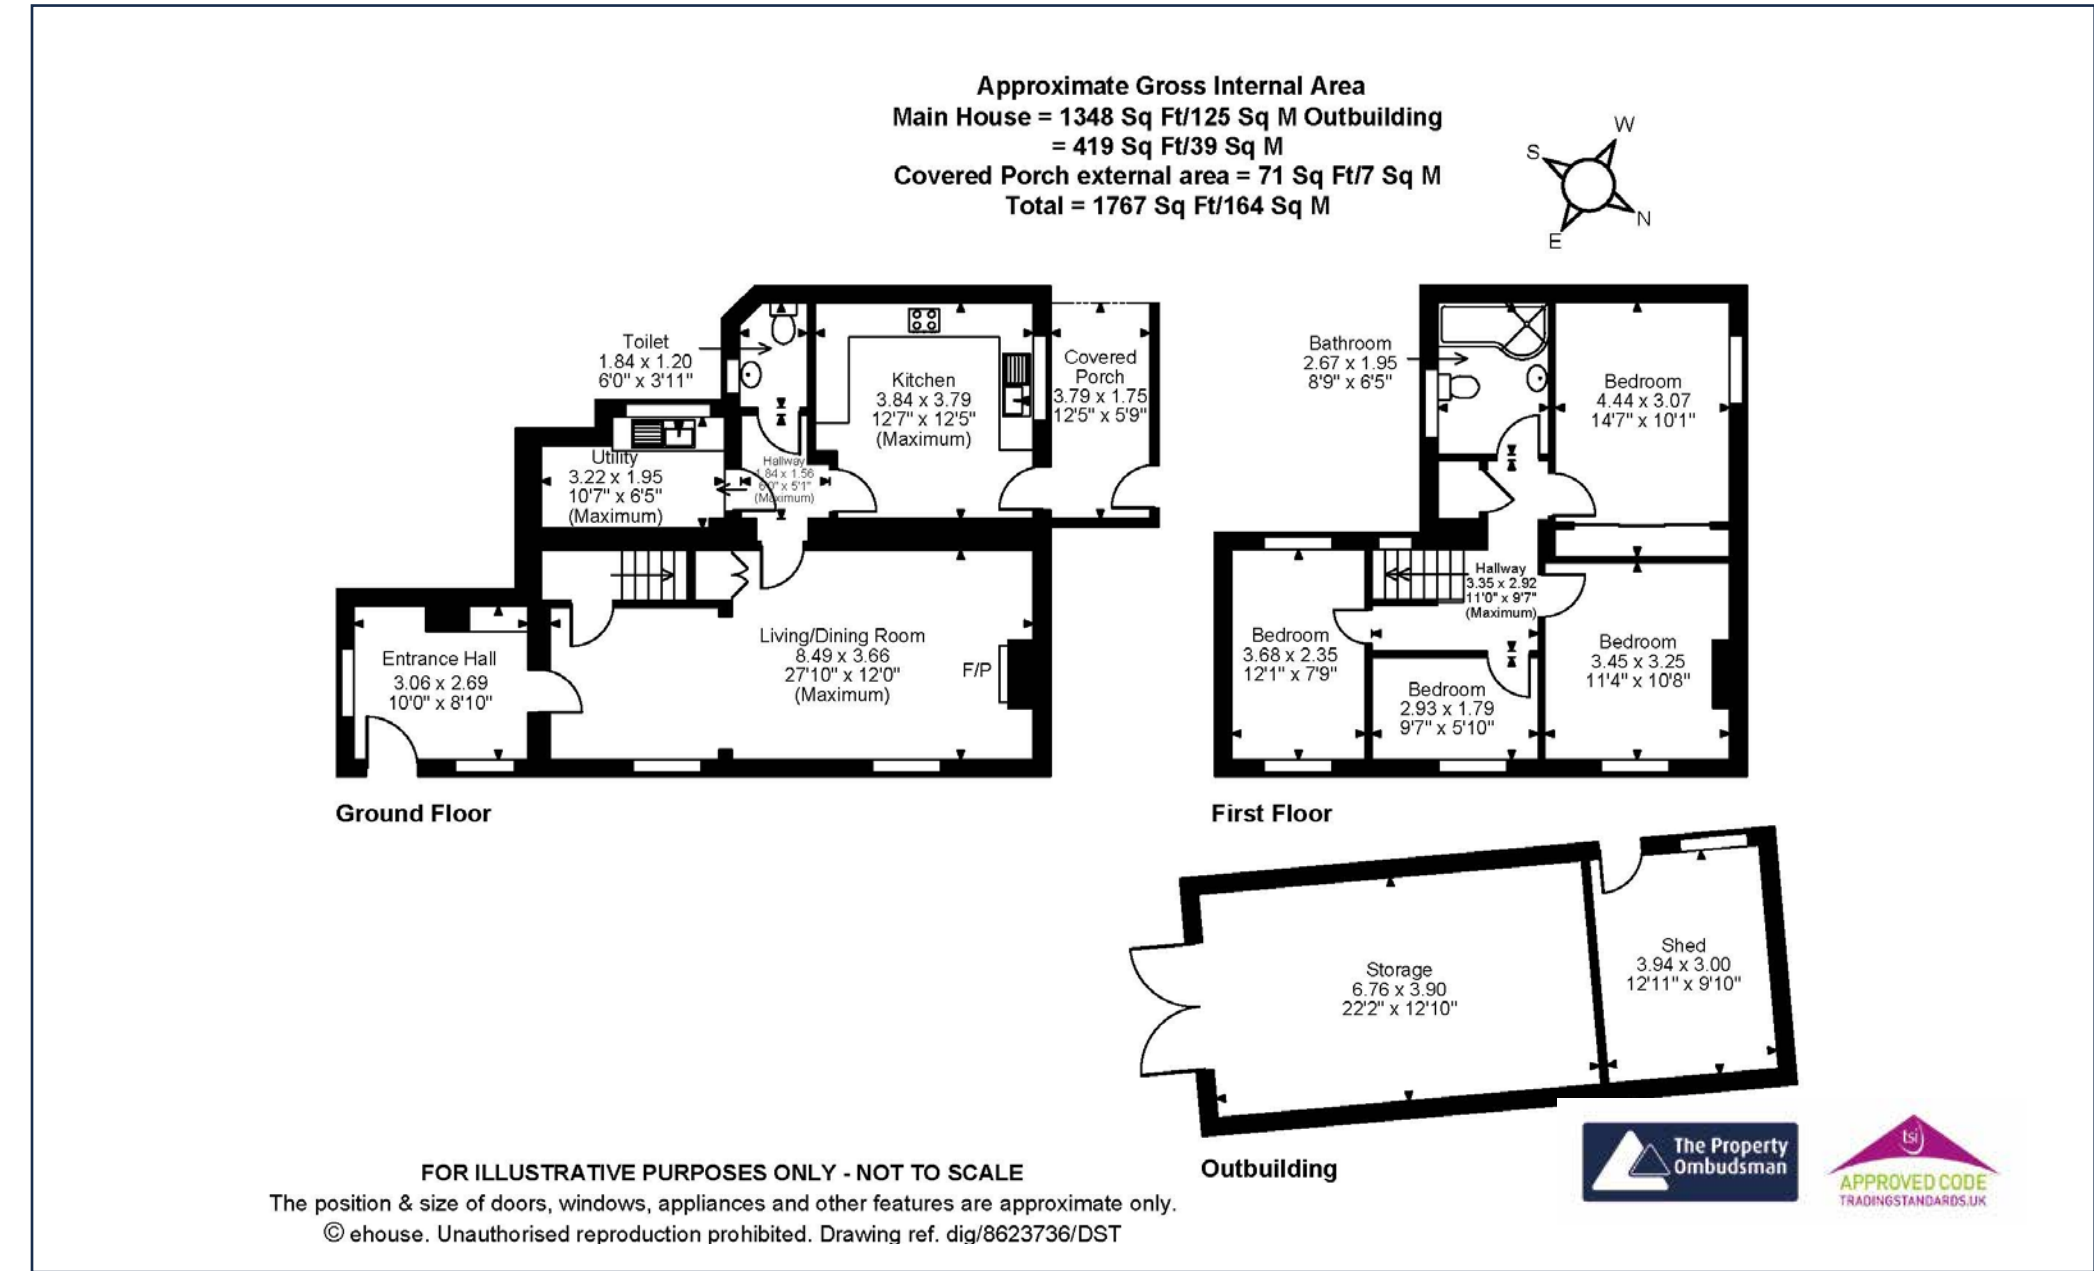 Approximate Gross Internal Area
Main House = 1348 Sq Ft/125 Sq M Outbuilding
= 419 Sq Ft/39 Sq M
Covered Porch external area = 71 Sq Ft/7 Sq M
Total = 1767 Sq Ft/164 Sq M
W
S
N
E
Toilet
1.84 x 1.20
6'0" x 3'11"
Kitchen
3.84 x 3.79
12'7" x 12'5"
(Maximum)
Covered
Porch
3.79 x 1.75
12'5" x 5'9"
Utility
3.22 x 1.95
10'7" x 6'5"
(Maximum)
Hallway
1.84 x 1.56
6'0" x 5'1"
(Maximum)
Living/Dining Room
8.49 x 3.66
27'10" x 12'0"
(Maximum)
F/P
Entrance Hall
3.06 x 2.69
10'0" x 8'10"
Ground Floor
Bathroom
2.67 x 1.95
8'9" x 6'5"
Bedroom
4.44 x 3.07
14'7" x 10'1"
Hallway
3.35 x 2.92
11'0" x 9'7"
(Maximum)
Bedroom
3.68 x 2.35
12'1" x 7'9"
Bedroom
2.93 x 1.79
9'7" x 5'10"
Bedroom
3.45 x 3.25
11'4" x 10'8"
First Floor
Storage
6.76 x 3.90
22'2" x 12'10"
Shed
3.94 x 3.00
12'11" x 9'10"
Outbuilding
FOR ILLUSTRATIVE PURPOSES ONLY - NOT TO SCALE
The position & size of doors, windows, appliances and other features are approximate only.
© ehouse. Unauthorised reproduction prohibited. Drawing ref. dig/8623736/DST
The Property
Ombudsman
tsi
APPROVED CODE
TRADINGSTANDARDS.UK